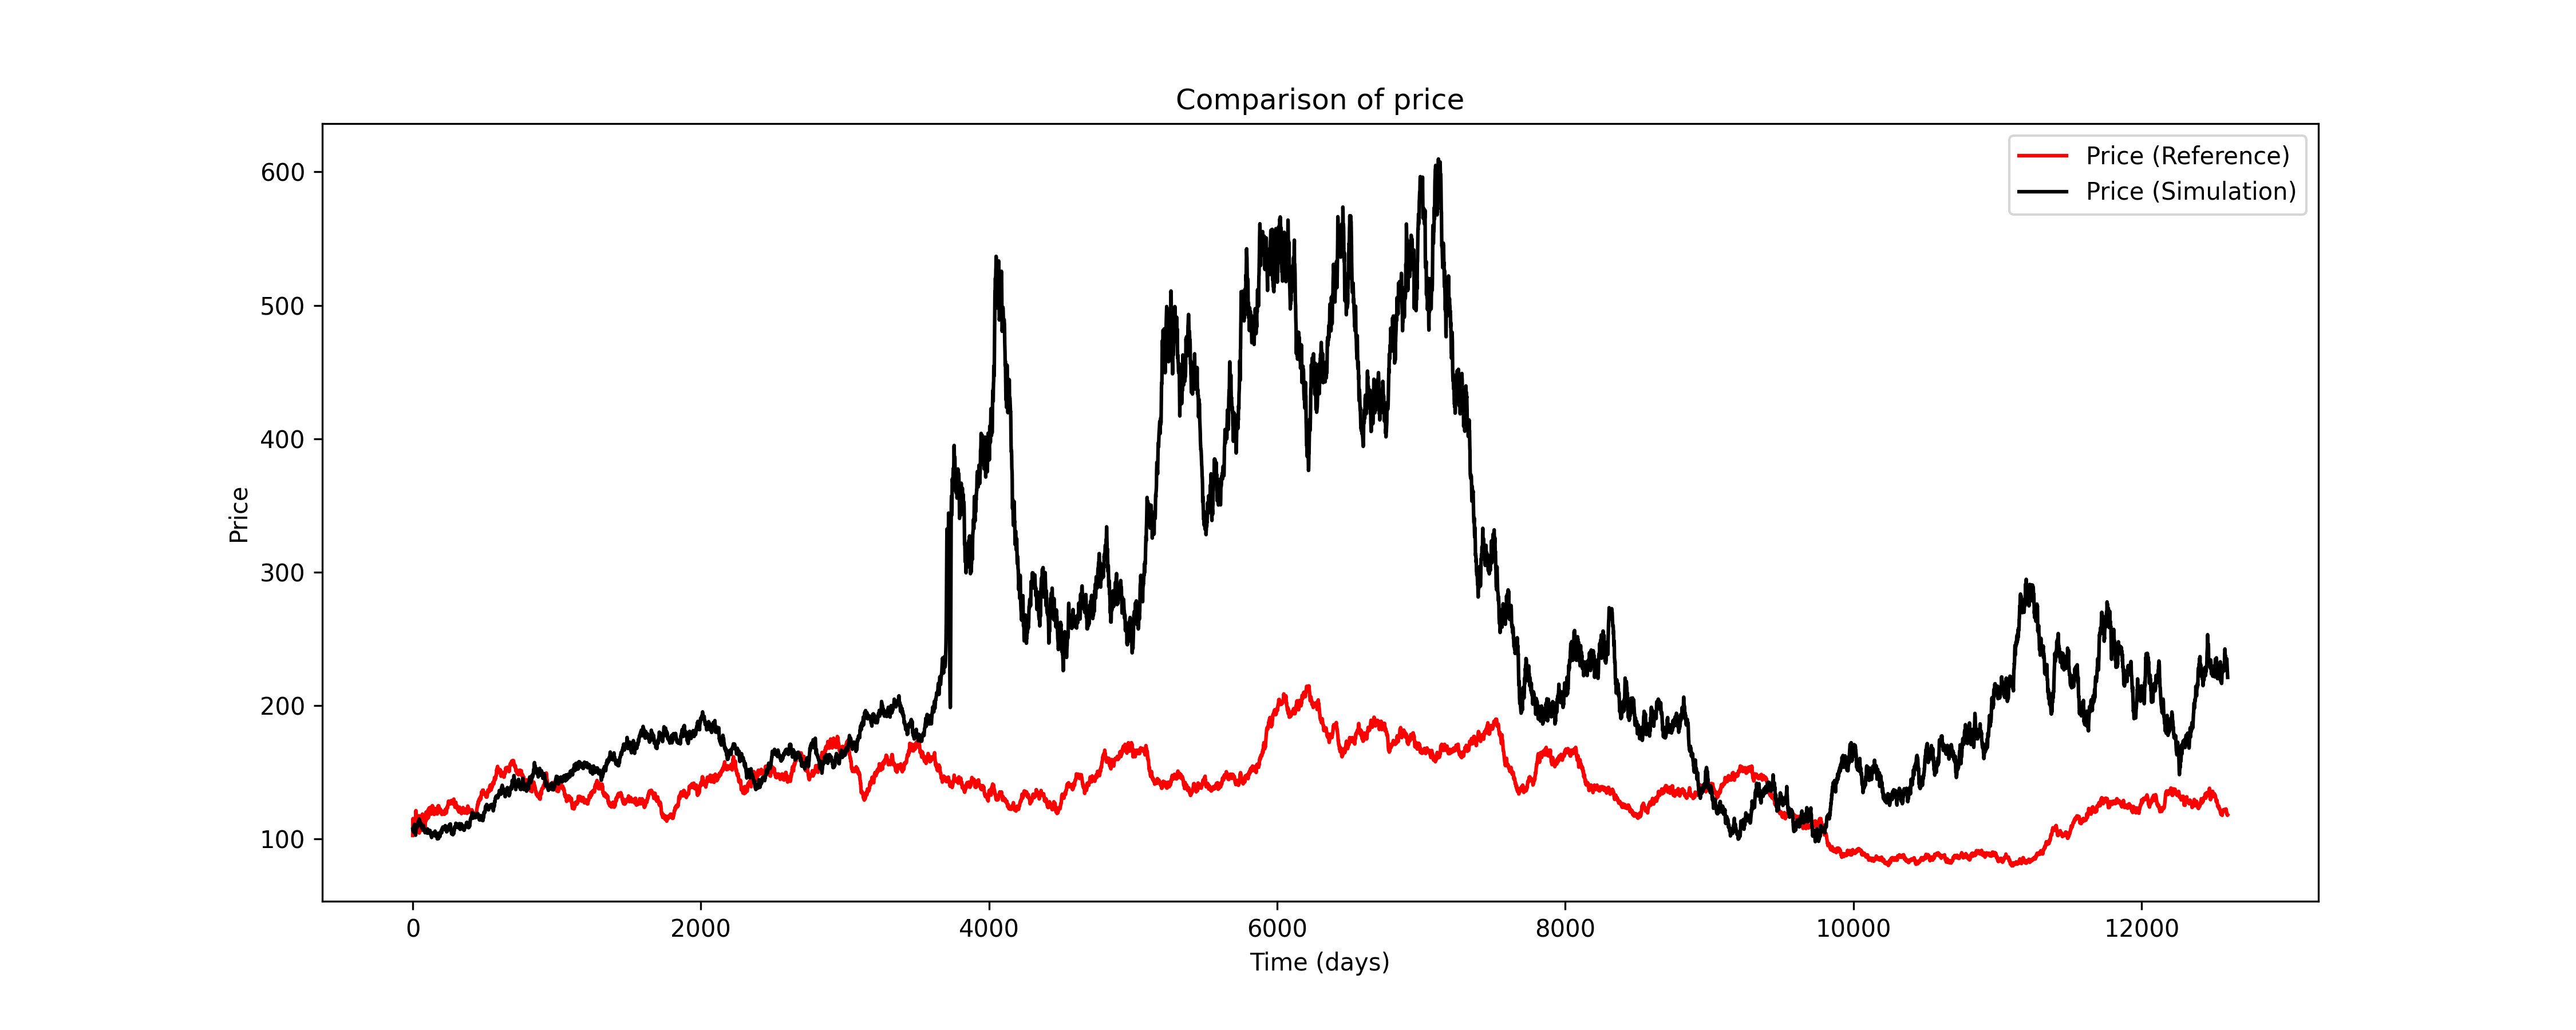 Comparison of price
Price (Reference)
Price (Simulation)
600
500
400
300
200
100
Price
0
2000
4000
6000
8000
10000
12000
Time (days)